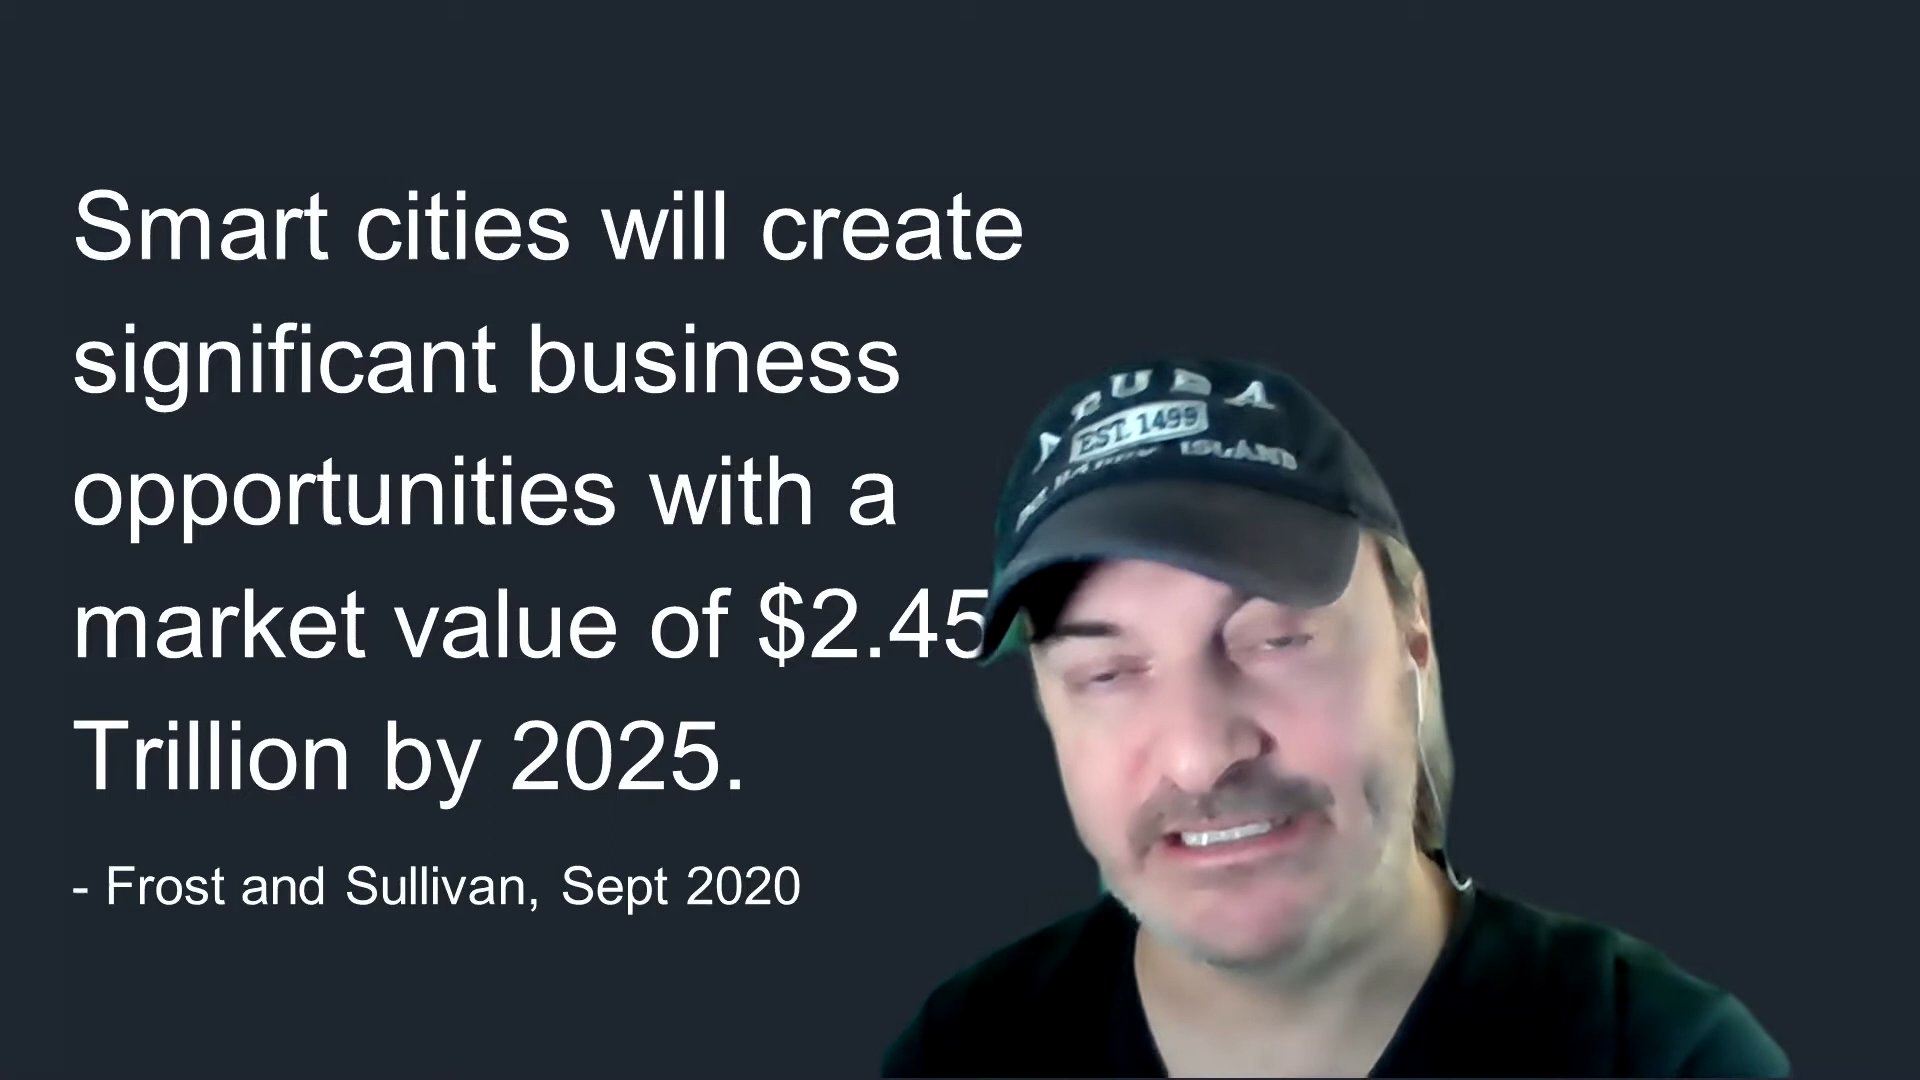 Smart cities will create
significant business
opportunities with a
market value of $2.45
Trillion by 2025.
- Frost and Sullivan, Sept 2020
ARUBA
EST. 1499
ISLAND